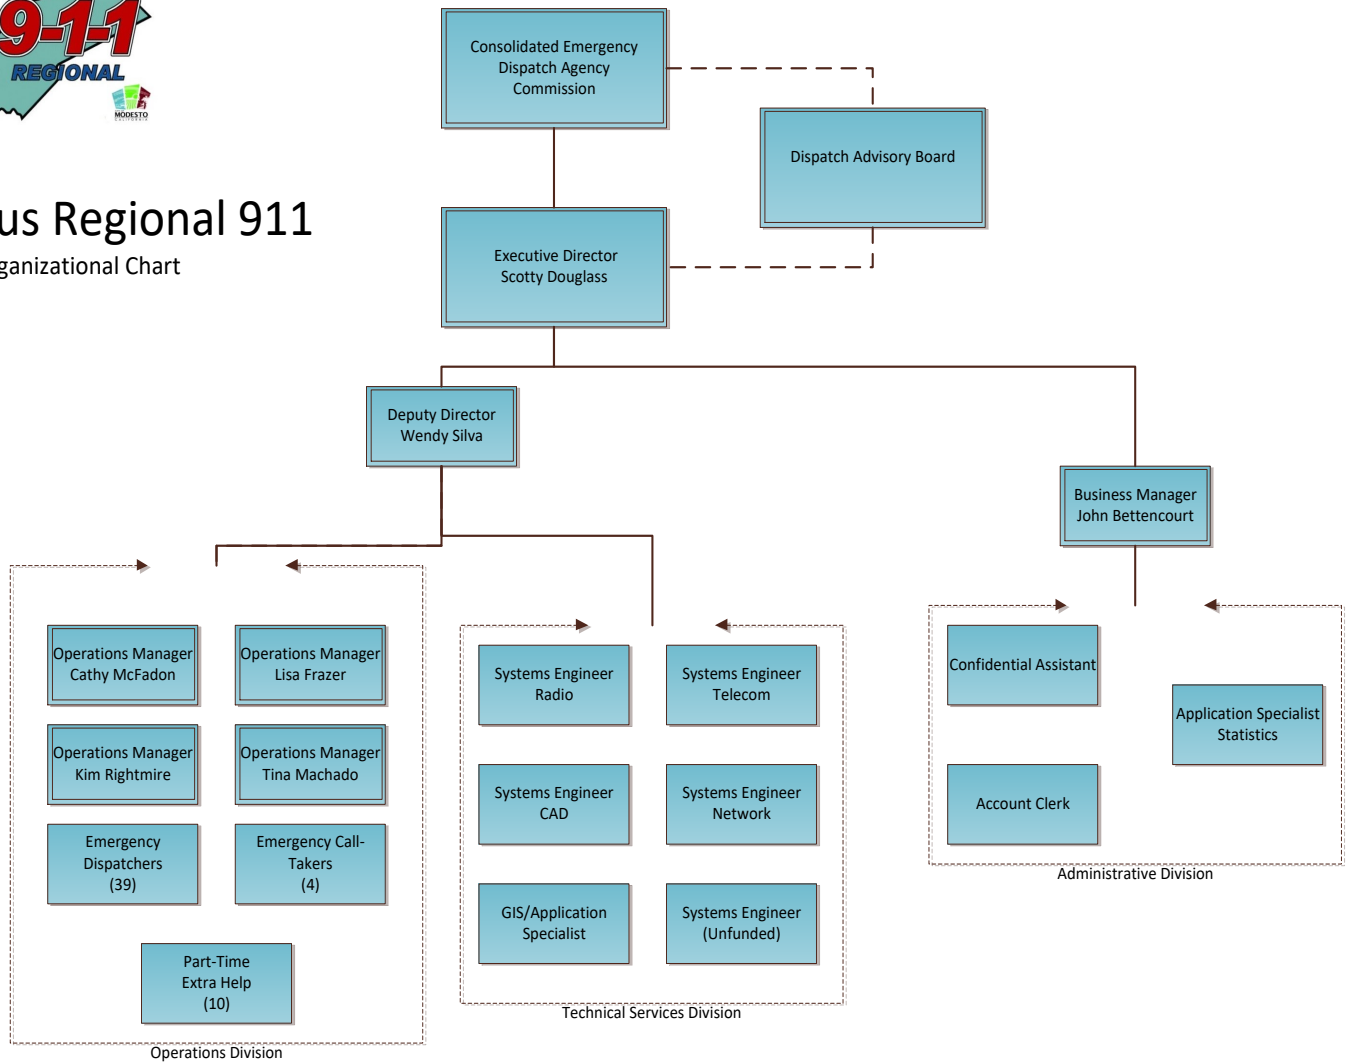 9-1-1
REGIONAL
MODESTO
CALIFORNIA
us Regional 911
ganizational Chart
Consolidated Emergency
Dispatch Agency
Commission
Dispatch Advisory Board
Executive Director
Scotty Douglass
Deputy Director
Wendy Silva
Business Manager
John Bettencourt
Operations Manager
Cathy McFadon
Operations Manager
Lisa Frazer
Operations Manager
Kim Rightmire
Operations Manager
Tina Machado
Emergency
Dispatchers
(39)
Emergency Call-
Takers
(4)
Part-Time
Extra Help
(10)
Operations Division
Systems Engineer
Radio
Systems Engineer
Telecom
Systems Engineer
CAD
Systems Engineer
Network
GIS/Application
Specialist
Systems Engineer
(Unfunded)
Technical Services Division
Confidential Assistant
Application Specialist
Statistics
Account Clerk
Administrative Division